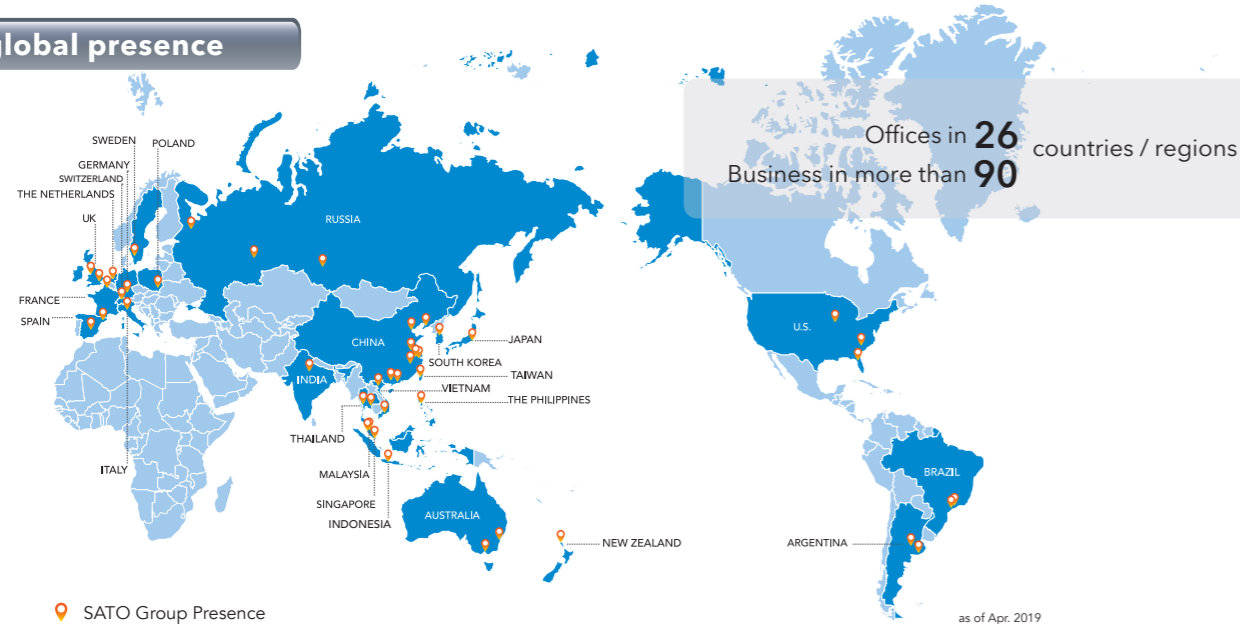 global presence
Offices in 26
Business in more than 90
countries / regions
SWEDEN
POLAND
GERMANY
SWITZERLAND
THE NETHERLANDS
UK
RUSSIA
FRANCE
SPAIN
U.S.
CHINA
JAPAN
SOUTH KOREA
INDIA
TAIWAN
VIETNAM
THE PHILIPPINES
THAILAND
ITALY
MALAYSIA
BRAZIL
SINGAPORE
AUSTRALIA
INDONESIA
NEW ZEALAND
ARGENTINA
SATO Group Presence
as of Apr. 2019